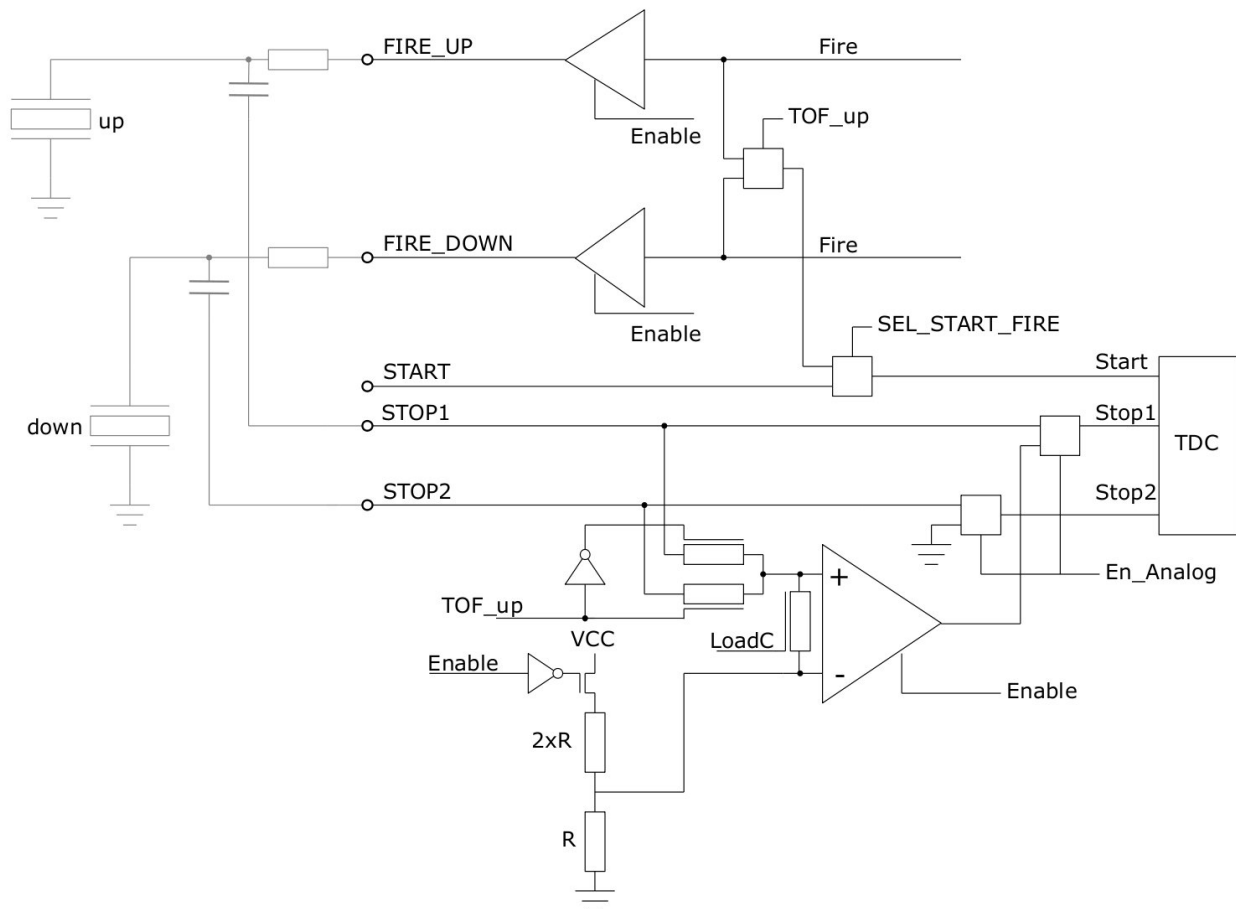 FIRE_UP
Fire
up
TOF_up
Enable
FIRE_DOWN
Fire
Enable
SEL_START_FIRE
START
Start
down
STOP1
Stop1
TDC
STOP2
Stop2
En_Analog
+
TOF_up
VCC
LoadC
Enable
-
Enable
2xR
R